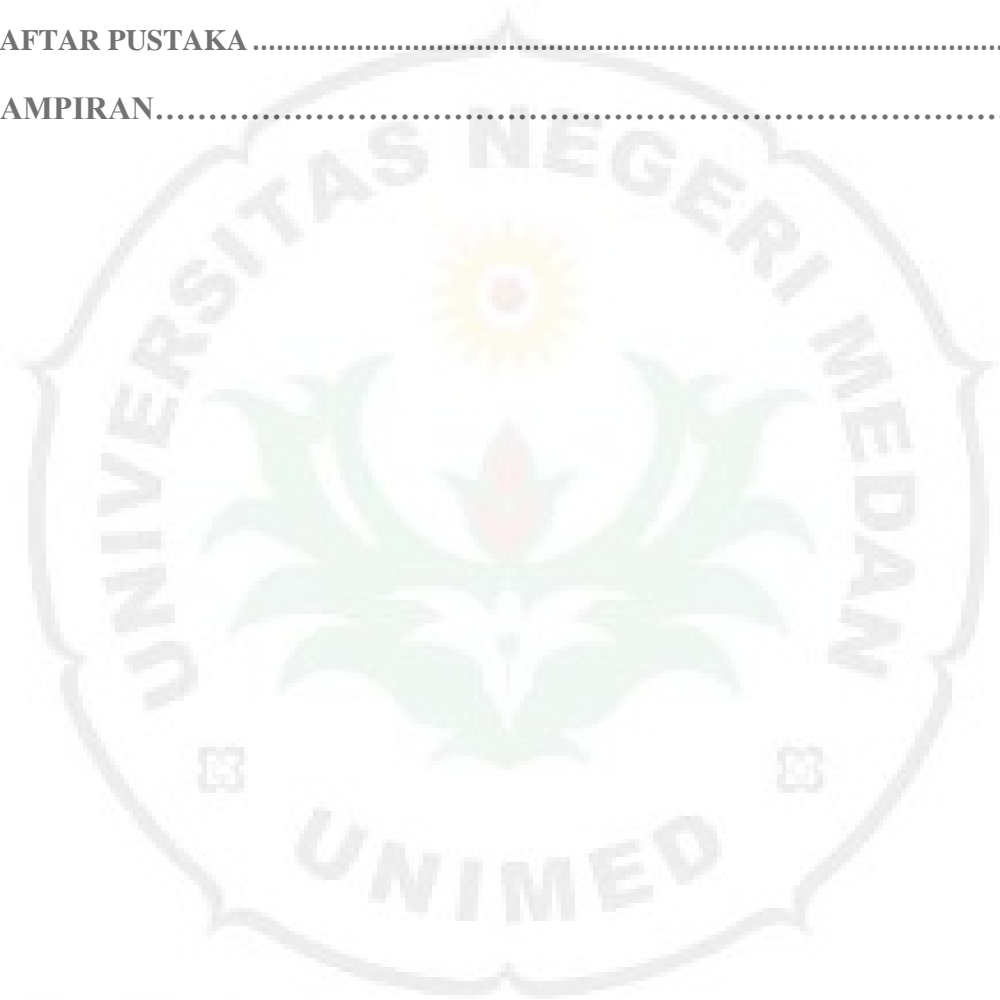 AFTAR PUSTAKA ................................................................................
AMPIRAN………………………………………………………………
UNIVERSITAS NEGERI MEDAN
UNIMED